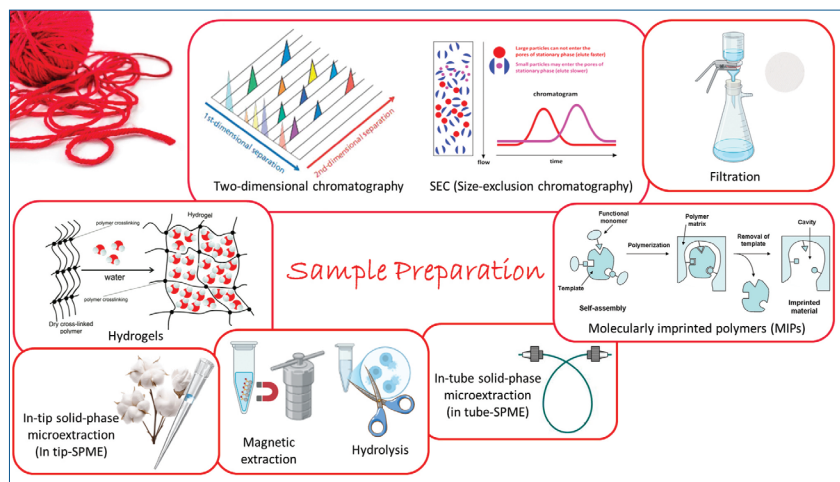 1st-dimensional separation
2nd-dimensional separation
Two-dimensional chromatography
Large particles can not enter the
pores of stationary phase (elute faster)
Small particles may enter the pores
of stationary phase (elute slower)
chromatogram
flow
time
SEC (Size-exclusion chromatography)
Filtration
polymer crosslinking
Hydrogel
water
polymer crosslinking
Dry cross-linked
polymer
Hydrogels
Sample Preparation
Functional
monomer
Polymer
matrix
Cavity
Polymerization
Removal of
template
Template
Self-assembly
Imprinted
material
Molecularly imprinted polymers (MIPs)
In-tip solid-phase
microextraction
(In tip-SPME)
Magnetic
extraction
Hydrolysis
In-tube solid-phase
microextraction
(in tube-SPME)